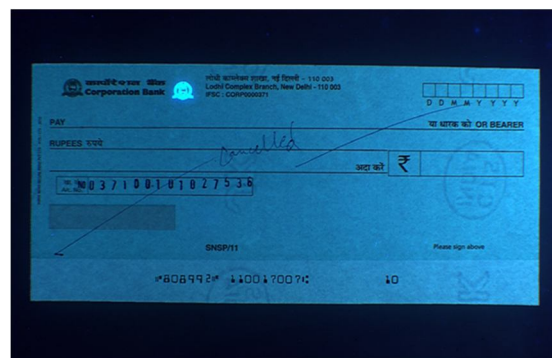 कार्पोरेशन बैंक
Corporation Bank
लोधी काम्प्लेक्स शाखा, नई दिल्ली - 110 003
Lodhi Complex Branch, New Delhi - 110 003
IFSC : CORP0000371
D D M M Y Y Y Y
PAY
या धारक को OR BEARER
RUPEES रुपये
Cancelled
अदा करें ₹
037100101027536
SNSP/11
Please sign above
⑈808992⑈ 110017007⑆ 10